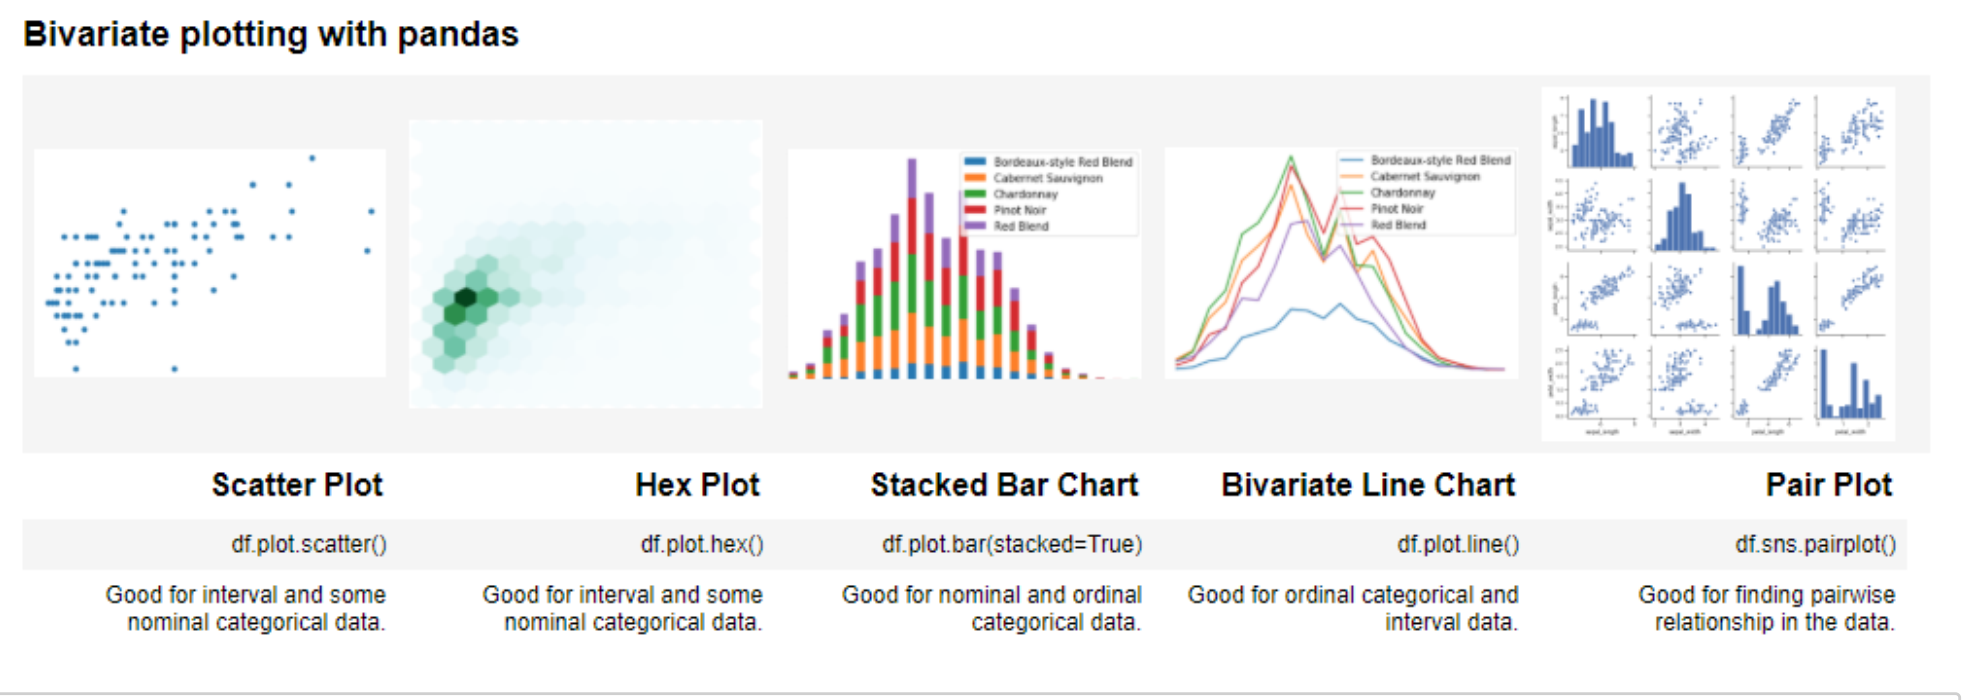 Bivariate plotting with pandas
Bordeaux-style Red Blend
Cabernet Sauvignon
Chardonnay
Pinot Noir
Red Blend
Bordeaux-style Red Blend
Cabernet Sauvignon
Chardonnay
Pinot Noir
Red Blend
sepal_length
sepal_width
petal_length
petal_width
Scatter Plot
Hex Plot
Stacked Bar Chart
Bivariate Line Chart
Pair Plot
df.plot.scatter()
df.plot.hex()
df.plot.bar(stacked=True)
df.plot.line()
df.sns.pairplot()
Good for interval and some
nominal categorical data.
Good for interval and some
nominal categorical data.
Good for nominal and ordinal
categorical data.
Good for ordinal categorical and
interval data.
Good for finding pairwise
relationship in the data.